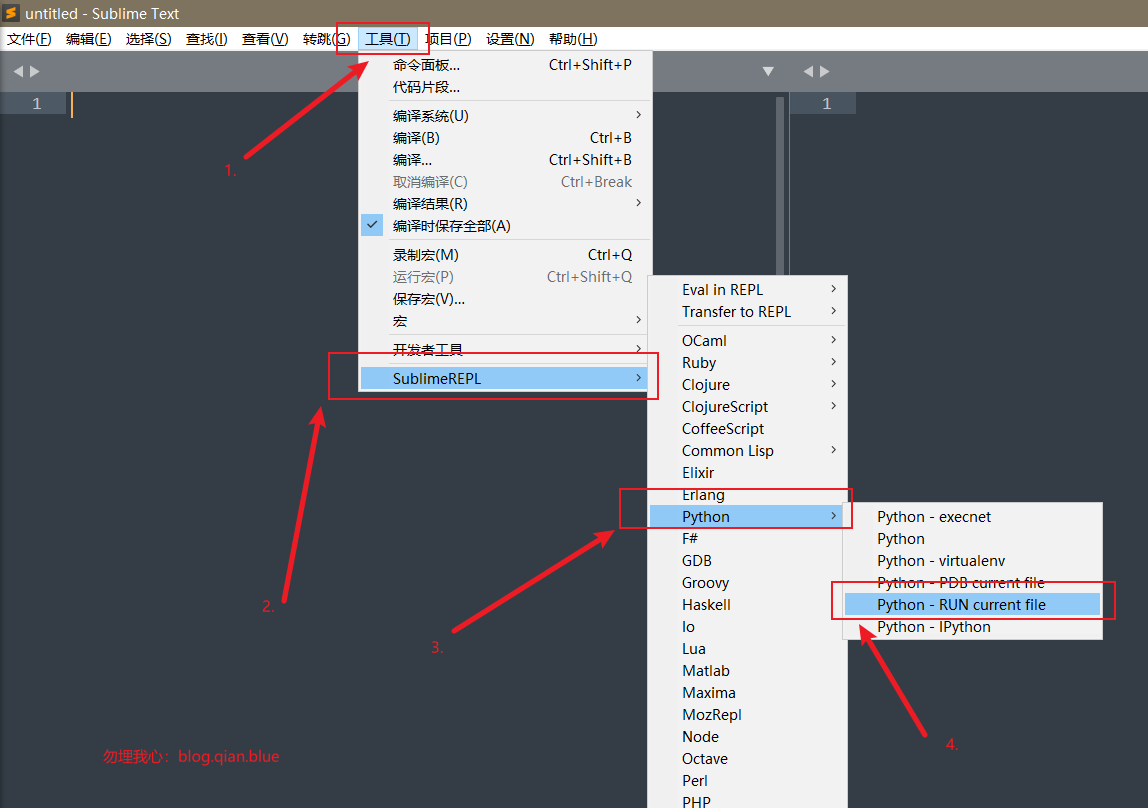 untitled - Sublime Text
文件(F) 编辑(E) 选择(S) 查找(I) 查看(V) 转跳(G) 工具(T) 项目(P) 设置(N) 帮助(H)
1
1
命令面板... Ctrl+Shift+P
代码片段...
编译系统(U)
编译(B) Ctrl+B
编译... Ctrl+Shift+B
取消编译(C) Ctrl+Break
编译结果(R)
编译时保存全部(A)
录制宏(M) Ctrl+Q
运行宏(P) Ctrl+Shift+Q
保存宏(V)...
宏
开发者工具
SublimeREPL
Eval in REPL
Transfer to REPL
OCaml
Ruby
Clojure
ClojureScript
CoffeeScript
Common Lisp
Elixir
Erlang
Python
F#
GDB
Groovy
Haskell
Io
Lua
Matlab
Maxima
MozRepl
Node
Octave
Perl
PHP
Python - execnet
Python
Python - virtualenv
Python - PDB current file
Python - RUN current file
Python - IPython
1.
2.
3.
4.
勿埋我心：blog.qian.blue